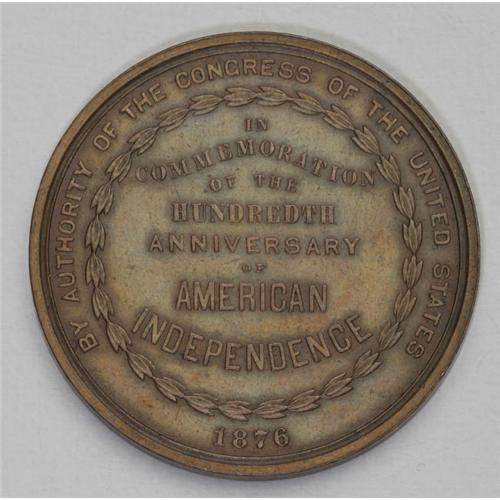 BY AUTHORITY OF THE CONGRESS OF THE UNITED STATES
IN
COMMEMORATION
OF THE
HUNDREDTH
ANNIVERSARY
OF
AMERICAN
INDEPENDENCE
1876